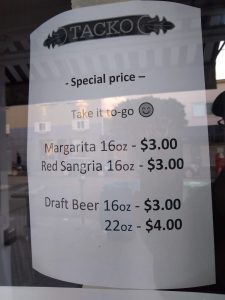 TACKO
- Special price –
Take it to-go 😊
Margarita 16oz - $3.00
Red Sangria 16oz - $3.00
Draft Beer 16oz - $3.00
22oz - $4.00